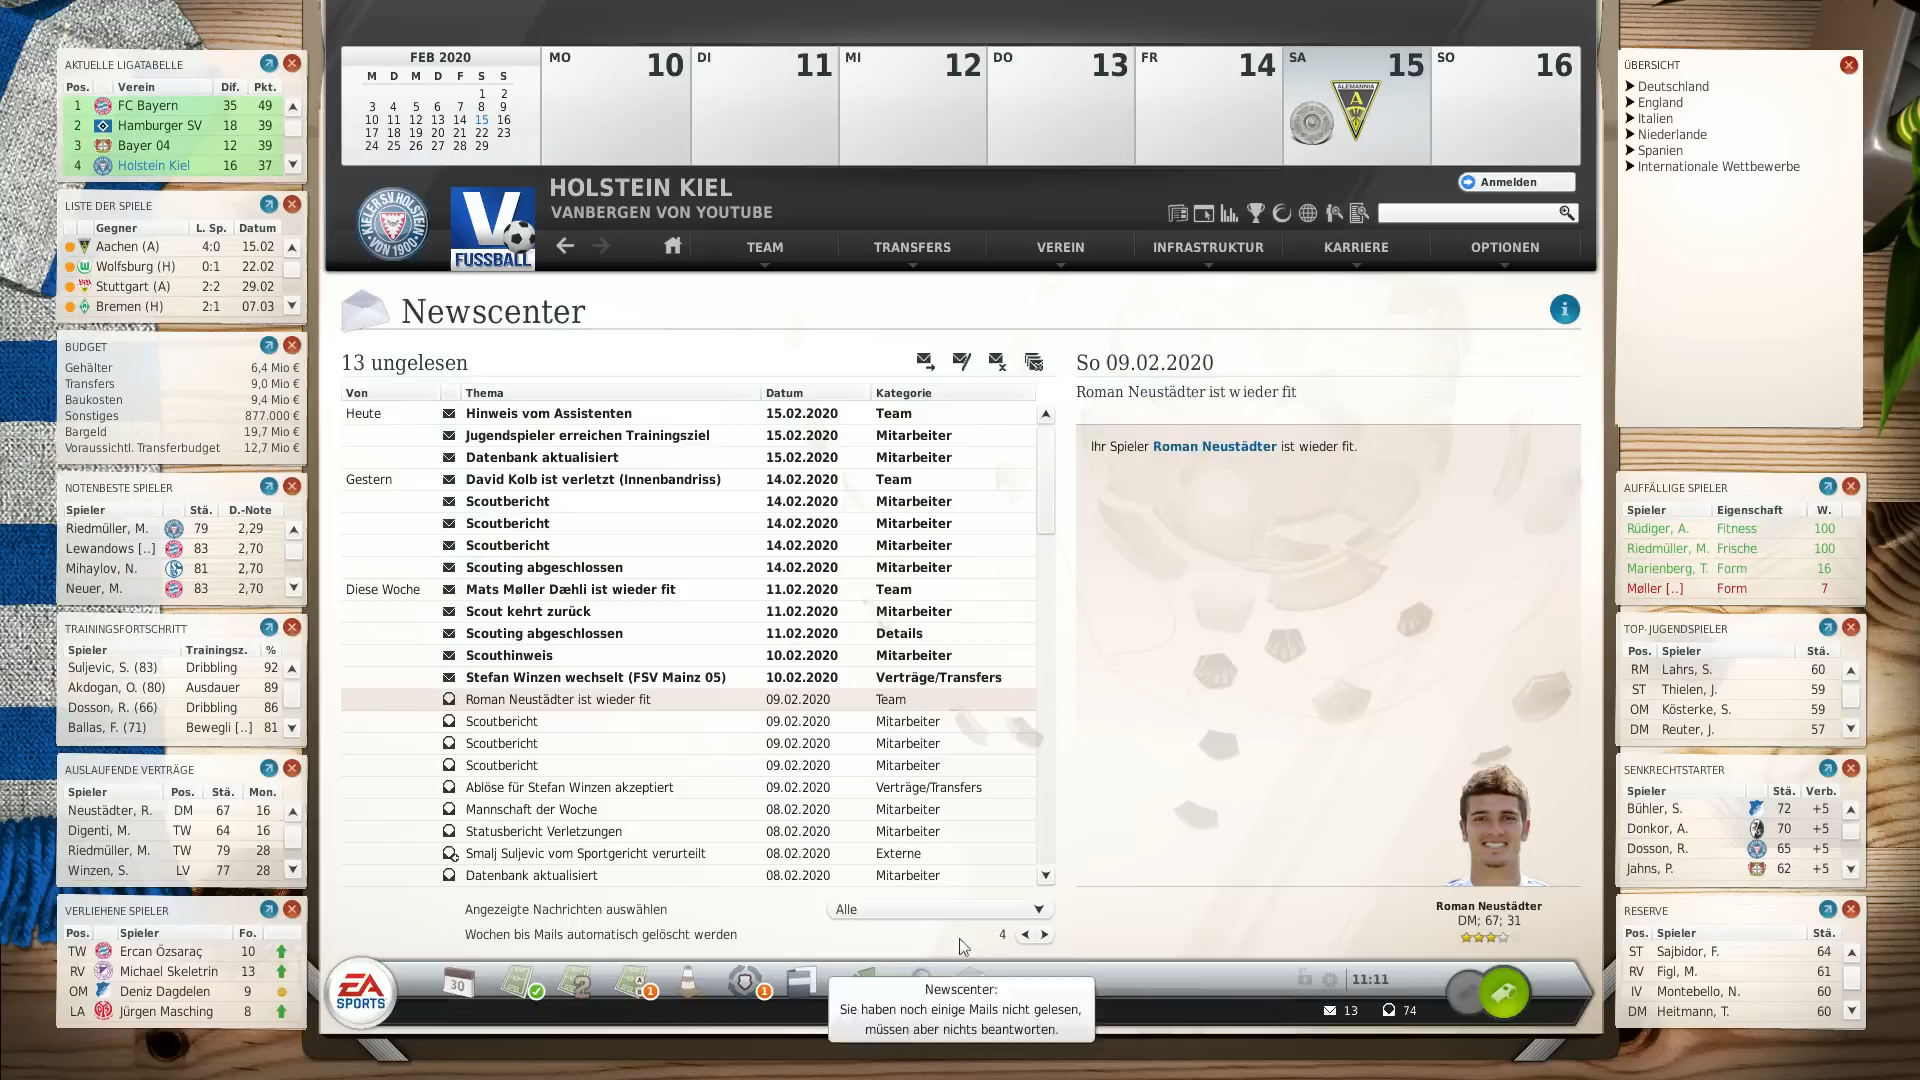 AKTUELLE LIGATABELLE
Pos. Verein Dif. Pkt.
1 FC Bayern 35 49
2 Hamburger SV 18 39
3 Bayer 04 12 39
4 Holstein Kiel 16 37
LISTE DER SPIELE
Gegner L. Sp. Datum
Aachen (A) 4:0 15.02
Wolfsburg (H) 0:1 22.02
Stuttgart (A) 2:2 29.02
Bremen (H) 2:1 07.03
BUDGET
Gehälter 6,4 Mio €
Transfers 9,0 Mio €
Baukosten 9,4 Mio €
Sonstiges 877.000 €
Bargeld 19,7 Mio €
Voraussichtl. Transferbudget 12,7 Mio €
NOTENBESTE SPIELER
Spieler Stä. D.-Note
Riedmüller, M. 79 2,29
Lewandows [..] 83 2,70
Mihaylov, N. 81 2,70
Neuer, M. 83 2,70
TRAININGSFORTSCHRITT
Spieler Trainingsz. %
Suljevic, S. (83) Dribbling 92
Akdogan, O. (80) Ausdauer 89
Dosson, R. (66) Dribbling 86
Ballas, F. (71) Bewegli [..] 81
AUSLAUFENDE VERTRÄGE
Spieler Pos. Stä. Mon.
Neustädter, R. DM 67 16
Digenti, M. TW 64 16
Riedmüller, M. TW 79 28
Winzen, S. LV 77 28
VERLIEHENE SPIELER
Pos. Spieler Fo.
TW Ercan Özsaraç 10
RV Michael Skeletrin 13
OM Deniz Dagdelen 9
LA Jürgen Masching 8
FEB 2020
M D M D F S S
1 2
3 4 5 6 7 8 9
10 11 12 13 14 15 16
17 18 19 20 21 22 23
24 25 26 27 28 29
MO 10 DI 11 MI 12 DO 13 FR 14 SA 15 SO 16
ALEMANNIA
A
KIELER S.V. HOLSTEIN
VON 1900
V
FUSSBALL
HOLSTEIN KIEL
VANBERGEN VON YOUTUBE
Anmelden
TEAM TRANSFERS VEREIN INFRASTRUKTUR KARRIERE OPTIONEN
Newscenter
13 ungelesen
Von Thema Datum Kategorie
Heute Hinweis vom Assistenten 15.02.2020 Team
Jugendspieler erreichen Trainingsziel 15.02.2020 Mitarbeiter
Datenbank aktualisiert 15.02.2020 Mitarbeiter
Gestern David Kolb ist verletzt (Innenbandriss) 14.02.2020 Team
Scoutbericht 14.02.2020 Mitarbeiter
Scoutbericht 14.02.2020 Mitarbeiter
Scoutbericht 14.02.2020 Mitarbeiter
Scouting abgeschlossen 14.02.2020 Mitarbeiter
Diese Woche Mats Møller Dæhli ist wieder fit 11.02.2020 Team
Scout kehrt zurück 11.02.2020 Mitarbeiter
Scouting abgeschlossen 11.02.2020 Details
Scouthinweis 10.02.2020 Mitarbeiter
Stefan Winzen wechselt (FSV Mainz 05) 10.02.2020 Verträge/Transfers
Roman Neustädter ist wieder fit 09.02.2020 Team
Scoutbericht 09.02.2020 Mitarbeiter
Scoutbericht 09.02.2020 Mitarbeiter
Scoutbericht 09.02.2020 Mitarbeiter
Ablöse für Stefan Winzen akzeptiert 09.02.2020 Verträge/Transfers
Mannschaft der Woche 08.02.2020 Mitarbeiter
Statusbericht Verletzungen 08.02.2020 Mitarbeiter
Smalj Suljevic vom Sportgericht verurteilt 08.02.2020 Externe
Datenbank aktualisiert 08.02.2020 Mitarbeiter
Angezeigte Nachrichten auswählen Alle
Wochen bis Mails automatisch gelöscht werden 4
So 09.02.2020
Roman Neustädter ist wieder fit
Ihr Spieler Roman Neustädter ist wieder fit.
Roman Neustädter
DM; 67; 31
EA SPORTS
30 2 1 1
Newscenter:
Sie haben noch einige Mails nicht gelesen,
müssen aber nichts beantworten.
11:11
13 74
ÜBERSICHT
Deutschland
England
Italien
Niederlande
Spanien
Internationale Wettbewerbe
AUFFÄLLIGE SPIELER
Spieler Eigenschaft W.
Rüdiger, A. Fitness 100
Riedmüller, M. Frische 100
Marienberg, T. Form 16
Møller [..] Form 7
TOP-JUGENDSPIELER
Pos. Spieler Stä.
RM Lahrs, S. 60
ST Thielen, J. 59
OM Kösterke, S. 59
DM Reuter, J. 57
SENKRECHTSTARTER
Spieler Stä. Verb.
Bühler, S. 72 +5
Donkor, A. 70 +5
Dosson, R. 65 +5
Jahns, P. 62 +5
RESERVE
Pos. Spieler Stä.
ST Sajbidor, F. 64
RV Figl, M. 61
IV Montebello, N. 60
DM Heitmann, T. 60